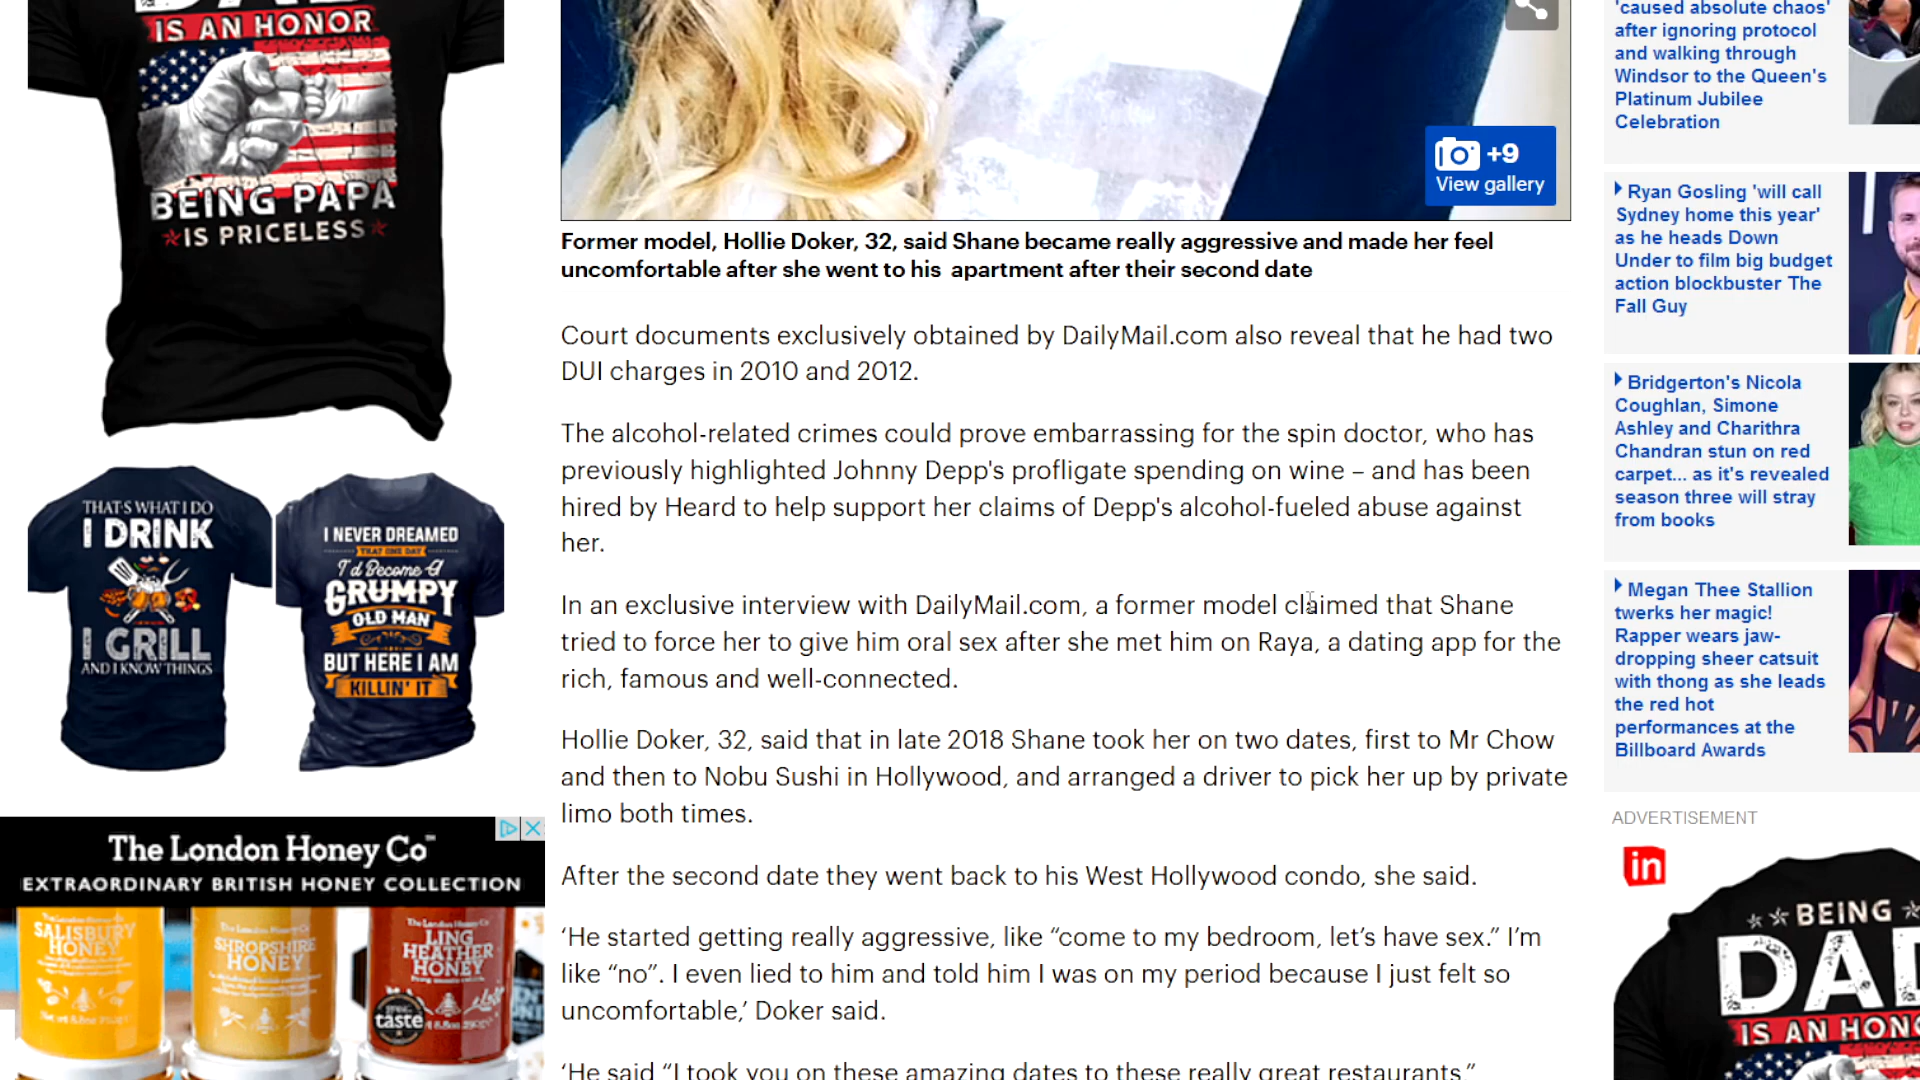 IS AN HONOR
BEING PAPA
IS PRICELESS
THAT'S WHAT I DO
I DRINK
I GRILL
AND I KNOW THINGS
I NEVER DREAMED
THAT ONE DAY
I'd Become A
GRUMPY
OLD MAN
BUT HERE I AM
KILLIN' IT
The London Honey Co™
EXTRAORDINARY BRITISH HONEY COLLECTION
The London Honey Co
SALISBURY
HONEY
The London Honey Co
SHROPSHIRE
HONEY
The London Honey Co
LING
HEATHER
HONEY
taste
+9
View gallery
Former model, Hollie Doker, 32, said Shane became really aggressive and made her feel
uncomfortable after she went to his apartment after their second date
Court documents exclusively obtained by DailyMail.com also reveal that he had two
DUI charges in 2010 and 2012.
The alcohol-related crimes could prove embarrassing for the spin doctor, who has
previously highlighted Johnny Depp's profligate spending on wine – and has been
hired by Heard to help support her claims of Depp's alcohol-fueled abuse against
her.
In an exclusive interview with DailyMail.com, a former model claimed that Shane
tried to force her to give him oral sex after she met him on Raya, a dating app for the
rich, famous and well-connected.
Hollie Doker, 32, said that in late 2018 Shane took her on two dates, first to Mr Chow
and then to Nobu Sushi in Hollywood, and arranged a driver to pick her up by private
limo both times.
After the second date they went back to his West Hollywood condo, she said.
‘He started getting really aggressive, like “come to my bedroom, let’s have sex.” I’m
like “no”. I even lied to him and told him I was on my period because I just felt so
uncomfortable,’ Doker said.
‘He said “I took you on these amazing dates to these really great restaurants.”
'caused absolute chaos'
after ignoring protocol
and walking through
Windsor to the Queen's
Platinum Jubilee
Celebration
Ryan Gosling 'will call
Sydney home this year'
as he heads Down
Under to film big budget
action blockbuster The
Fall Guy
Bridgerton's Nicola
Coughlan, Simone
Ashley and Charithra
Chandran stun on red
carpet... as it's revealed
season three will stray
from books
Megan Thee Stallion
twerks her magic!
Rapper wears jaw-
dropping sheer catsuit
with thong as she leads
the red hot
performances at the
Billboard Awards
ADVERTISEMENT
in
BEING
DAD
IS AN HONO